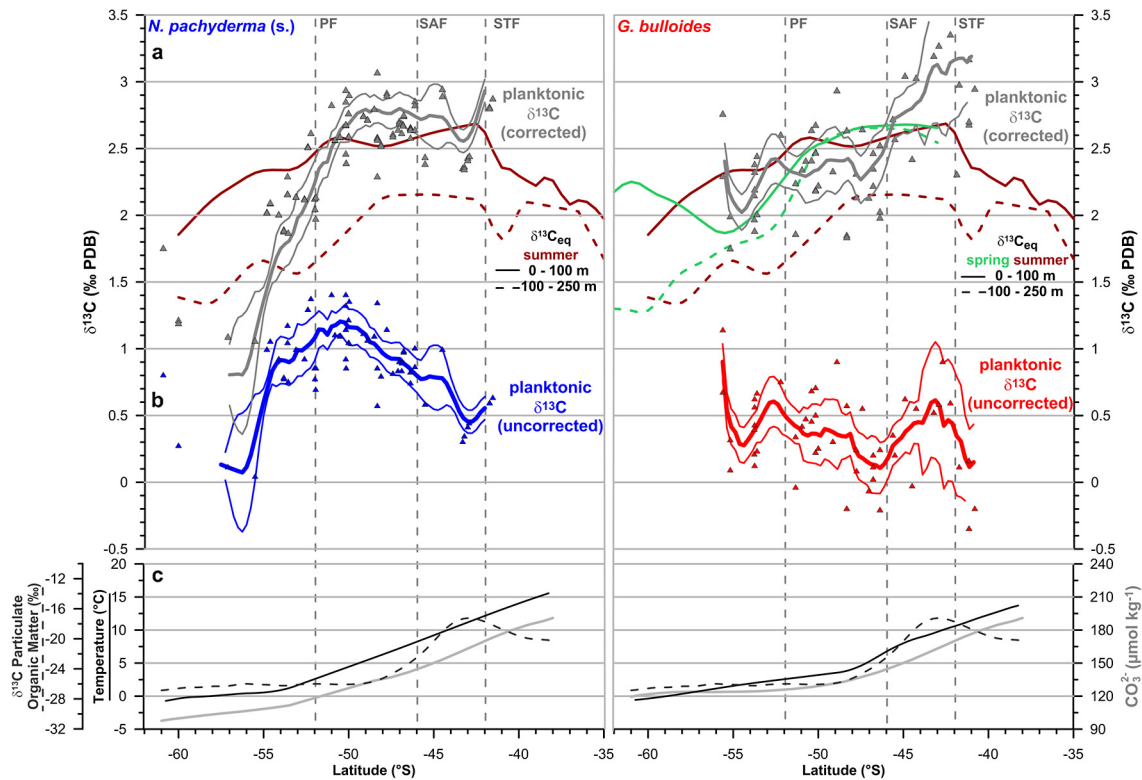 N. pachyderma (s.)
PF
SAF
STF
G. bulloides
PF
SAF
STF
a
planktonic
δ13C
(corrected)
planktonic
δ13C
(corrected)
δ13Ceq
summer
0 - 100 m
−100 - 250 m
δ13Ceq
spring summer
0 - 100 m
−100 - 250 m
δ13C (‰ PDB)
3.5
3
2.5
2
1.5
1
0.5
0
-0.5
3.5
3
2.5
2
1.5
1
0.5
0
-0.5
δ13C (‰ PDB)
b
planktonic
δ13C
(uncorrected)
planktonic
δ13C
(uncorrected)
c
δ13C Particulate
Organic Matter (‰)
-10
-14
-16
-20
-24
-28
-32
Temperature (°C)
20
15
10
5
0
-5
240
210
180
150
120
90
CO3 2- (µmol kg-1)
-60
-55
-50
-45
-40
-35
-60
-55
-50
-45
-40
-35
Latitude (°S)
Latitude (°S)